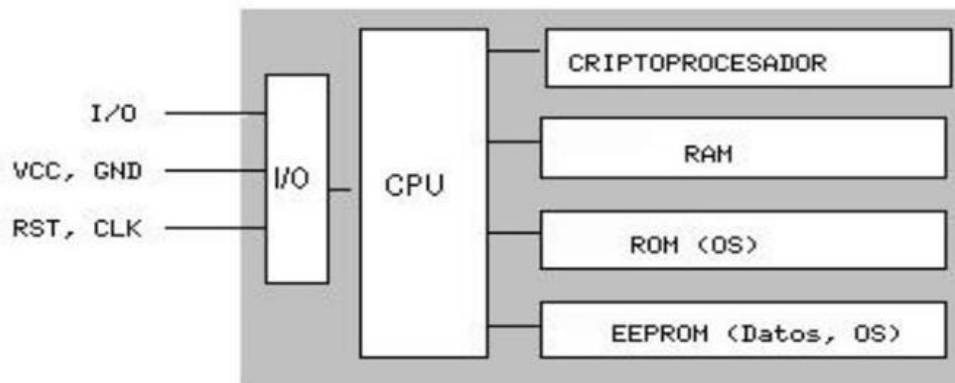 I/O
VCC, GND
RST, CLK
I/O
CPU
CRIPTOPROCESADOR
RAM
ROM (OS)
EEPROM (Datos, OS)